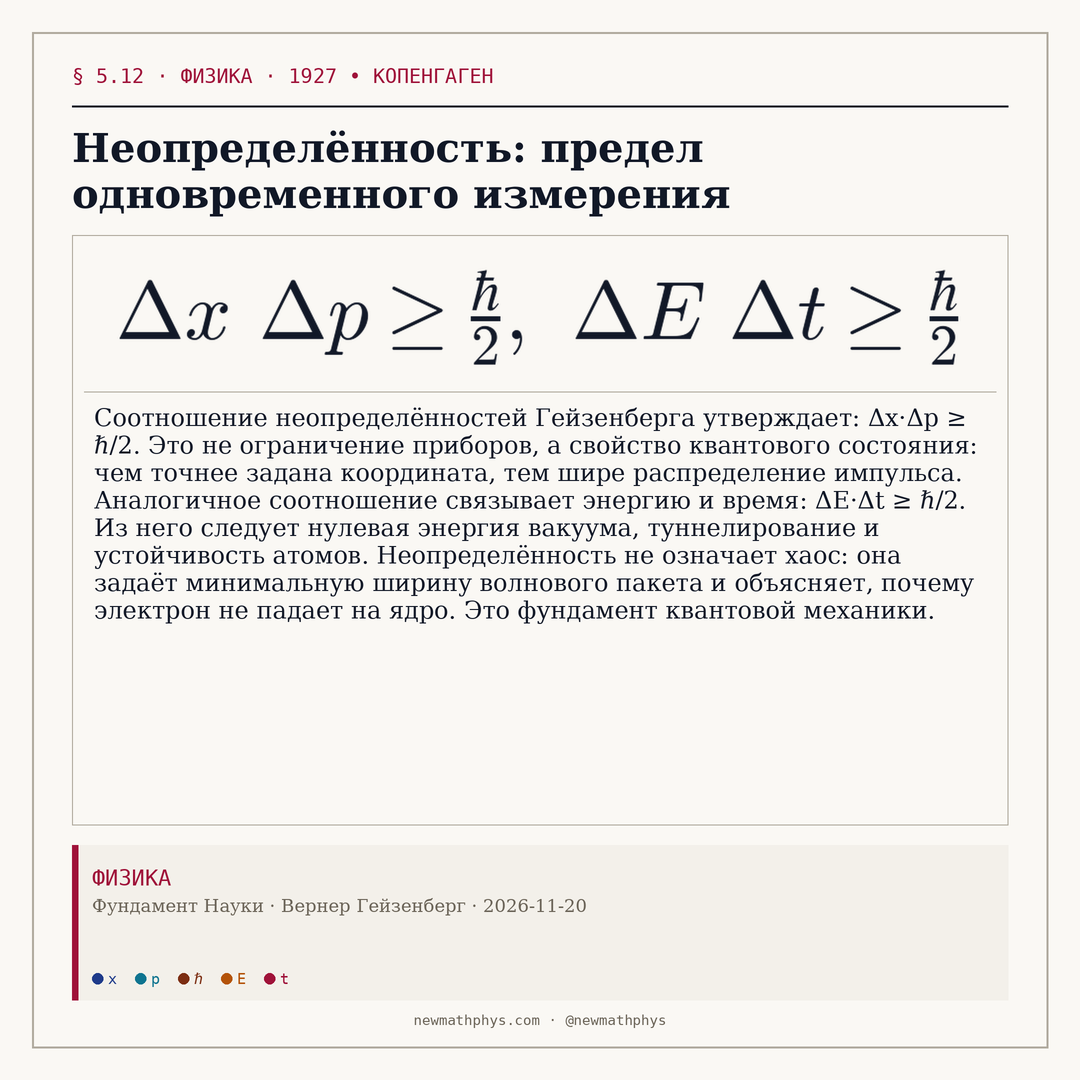 § 5.12 · ФИЗИКА · 1927 • КОПЕНГАГЕН
Неопределённость: предел
одновременного измерения
Δx Δp ≥ ℏ/2, ΔE Δt ≥ ℏ/2
Соотношение неопределённостей Гейзенберга утверждает: Δx·Δp ≥
ℏ/2. Это не ограничение приборов, а свойство квантового состояния:
чем точнее задана координата, тем шире распределение импульса.
Аналогичное соотношение связывает энергию и время: ΔE·Δt ≥ ℏ/2.
Из него следует нулевая энергия вакуума, туннелирование и
устойчивость атомов. Неопределённость не означает хаос: она
задаёт минимальную ширину волнового пакета и объясняет, почему
электрон не падает на ядро. Это фундамент квантовой механики.
ФИЗИКА
Фундамент Науки · Вернер Гейзенберг · 2026-11-20
● x ● p ● ℏ ● E ● t
newmathphys.com · @newmathphys